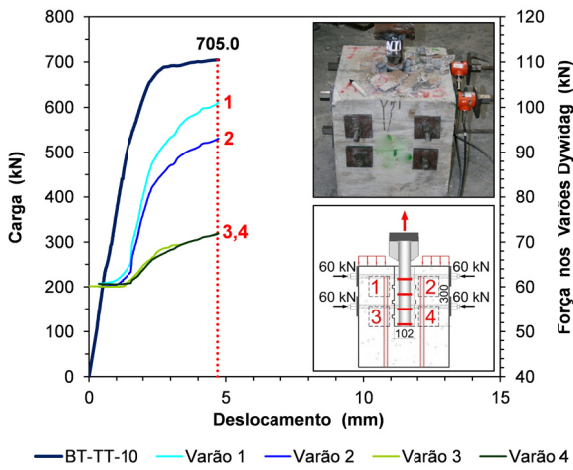 800
700
600
500
400
300
200
100
0
Carga (kN)
705.0
1
2
3,4
120
110
100
90
80
70
60
50
40
Força nos Varões Dywidag (kN)
60 kN
60 kN
60 kN
60 kN
1
2
3
4
300
102
0
5
10
15
Deslocamento (mm)
BT-TT-10
Varão 1
Varão 2
Varão 3
Varão 4